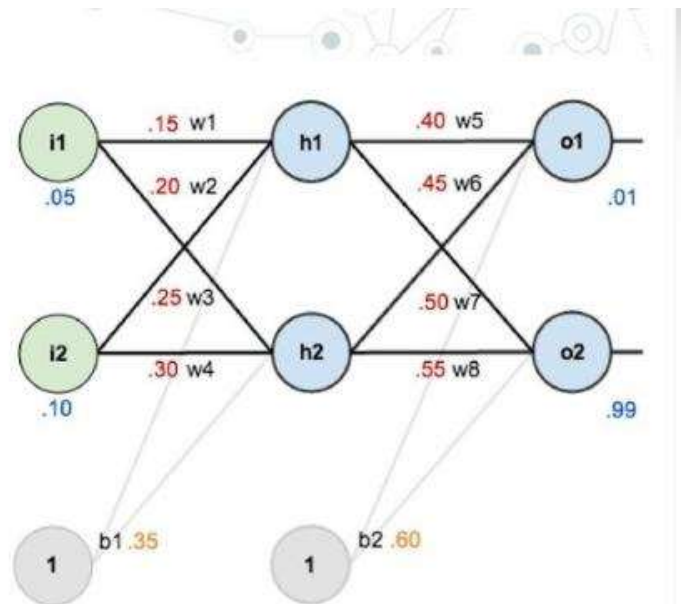 i1 .15 w1 h1 .40 w5 o1
.20 w2 .45 w6
.05 .01
.25 w3 .50 w7
i2 h2 o2
.30 w4 .55 w8
.10 .99
b1 .35 b2 .60
1 1